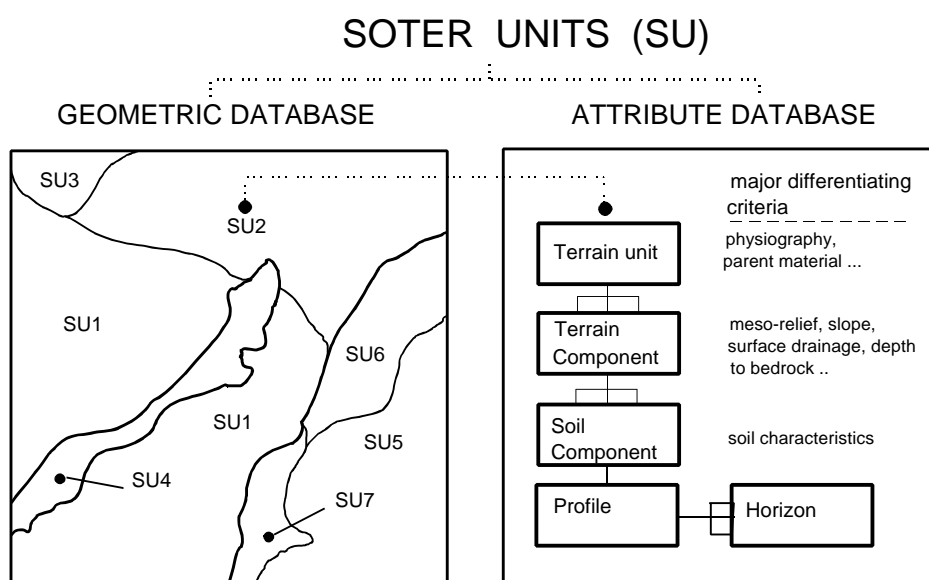 SOTER UNITS (SU)
GEOMETRIC DATABASE
SU3
SU2
SU1
SU6
SU1
SU5
SU4
SU7
ATTRIBUTE DATABASE
major differentiating
criteria
Terrain unit
physiography,
parent material ...
Terrain
Component
meso-relief, slope,
surface drainage, depth
to bedrock ..
Soil
Component
soil characteristics
Profile
Horizon